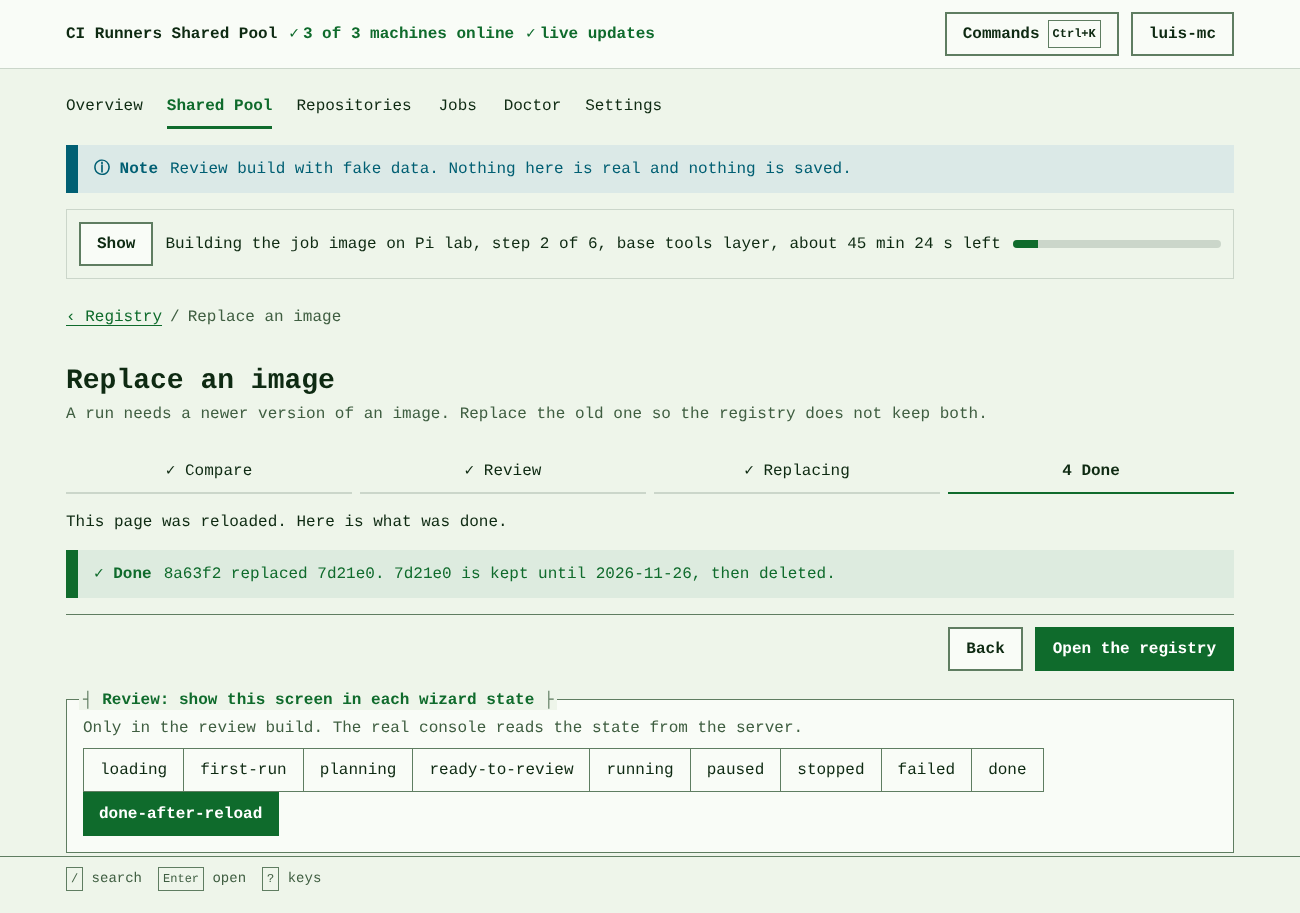 CI Runners Shared Pool ✓ 3 of 3 machines online ✓ live updates Commands Ctrl+K luis-mc
Overview Shared Pool Repositories Jobs Doctor Settings
ⓘ Note Review build with fake data. Nothing here is real and nothing is saved.
Show Building the job image on Pi lab, step 2 of 6, base tools layer, about 45 min 24 s left
‹ Registry / Replace an image
Replace an image
A run needs a newer version of an image. Replace the old one so the registry does not keep both.
✓ Compare ✓ Review ✓ Replacing 4 Done
This page was reloaded. Here is what was done.
✓ Done 8a63f2 replaced 7d21e0. 7d21e0 is kept until 2026-11-26, then deleted.
Back Open the registry
Review: show this screen in each wizard state
Only in the review build. The real console reads the state from the server.
loading first-run planning ready-to-review running paused stopped failed done
done-after-reload
/ search Enter open ? keys